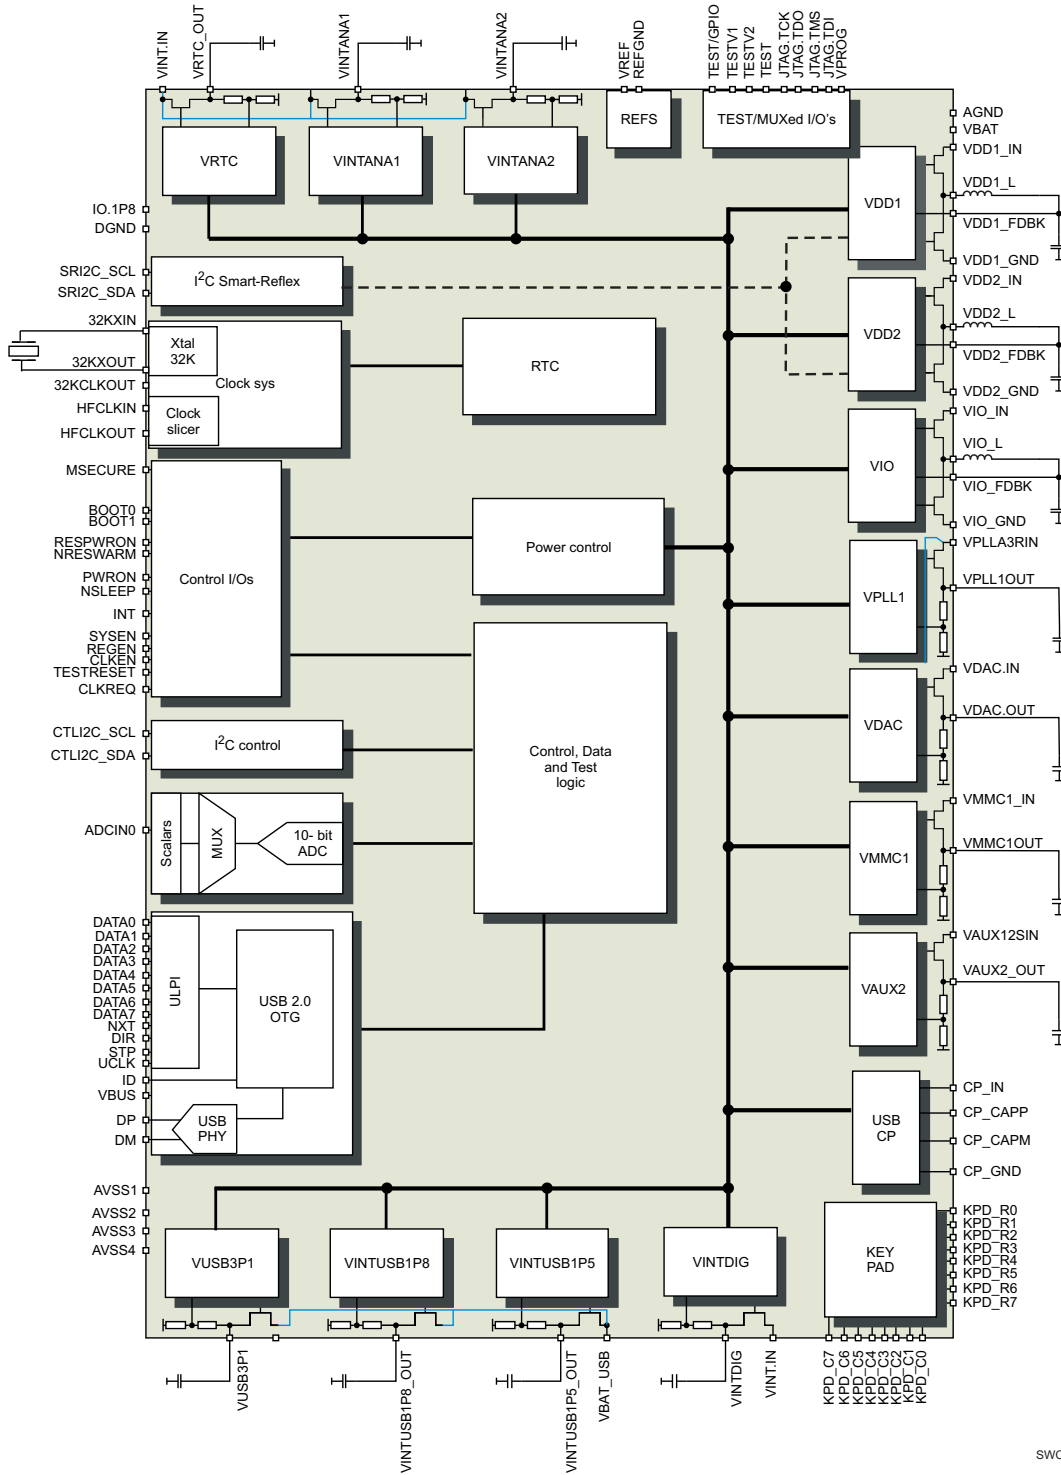 VINT.IN
VRTC_OUT
VINTANA1
VINTANA2
VREF
REFGND
TEST/GPIO
TESTV1
TESTV2
TEST
JTAG.TCK
JTAG.TDO
JTAG.TMS
JTAG.TDI
VPROG
REFS
TEST/MUXed I/O's
VRTC
VINTANA1
VINTANA2
AGND
VBAT
VDD1_IN
VDD1_L
VDD1
VDD1_FDBK
VDD1_GND
IO.1P8
DGND
SRI2C_SCL
SRI2C_SDA
I2C Smart-Reflex
VDD2_IN
VDD2_L
VDD2
VDD2_FDBK
VDD2_GND
32KXIN
32KXOUT
32KCLKOUT
HFCLKIN
HFCLKOUT
Xtal
32K
Clock sys
Clock
slicer
RTC
VIO_IN
VIO_L
VIO
VIO_FDBK
VIO_GND
MSECURE
BOOT0
BOOT1
RESPWRON
NRESWARM
PWRON
NSLEEP
INT
SYSEN
REGEN
CLKEN
TESTRESET
CLKREQ
Control I/Os
Power control
VPLLA3RIN
VPLL1
VPLL1OUT
VDAC.IN
VDAC
VDAC.OUT
CTLI2C_SCL
CTLI2C_SDA
I2C control
Control, Data
and Test
logic
ADCIN0
Scalars
MUX
10- bit
ADC
VMMC1_IN
VMMC1
VMMC1OUT
DATA0
DATA1
DATA2
DATA3
DATA4
DATA5
DATA6
DATA7
NXT
DIR
STP
UCLK
ID
VBUS
DP
DM
ULPI
USB 2.0
OTG
USB
PHY
VAUX12SIN
VAUX2
VAUX2_OUT
USB
CP
CP_IN
CP_CAPP
CP_CAPM
CP_GND
AVSS1
AVSS2
AVSS3
AVSS4
VUSB3P1
VINTUSB1P8
VINTUSB1P5
VINTDIG
KEY
PAD
KPD_R0
KPD_R1
KPD_R2
KPD_R3
KPD_R4
KPD_R5
KPD_R6
KPD_R7
VUSB3P1
VINTUSB1P8_OUT
VINTUSB1P5_OUT
VBAT_USB
VINTDIG
VINT.IN
KPD_C7
KPD_C6
KPD_C5
KPD_C4
KPD_C3
KPD_C2
KPD_C1
KPD_C0